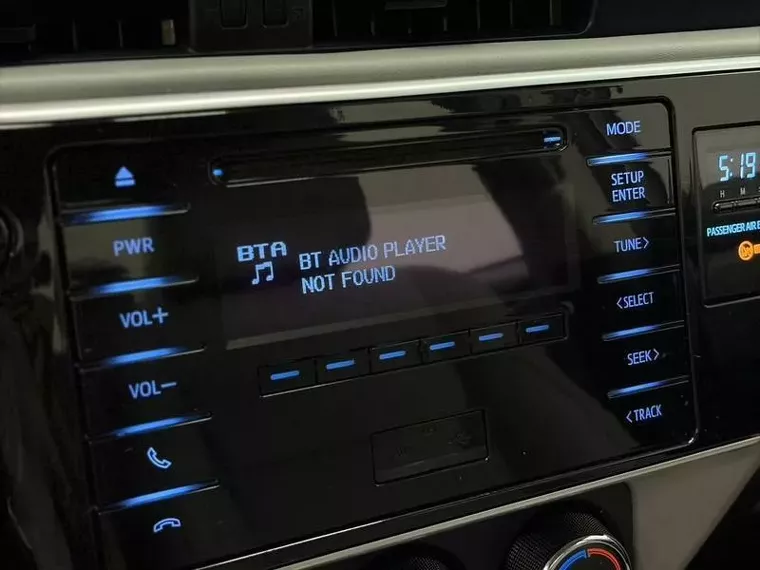 MODE
SETUP
ENTER
TUNE>
<SELECT
SEEK>
<TRACK
PWR
VOL+
VOL−
BTA
BT AUDIO PLAYER
NOT FOUND
5:19
H M
PASSENGER AIR